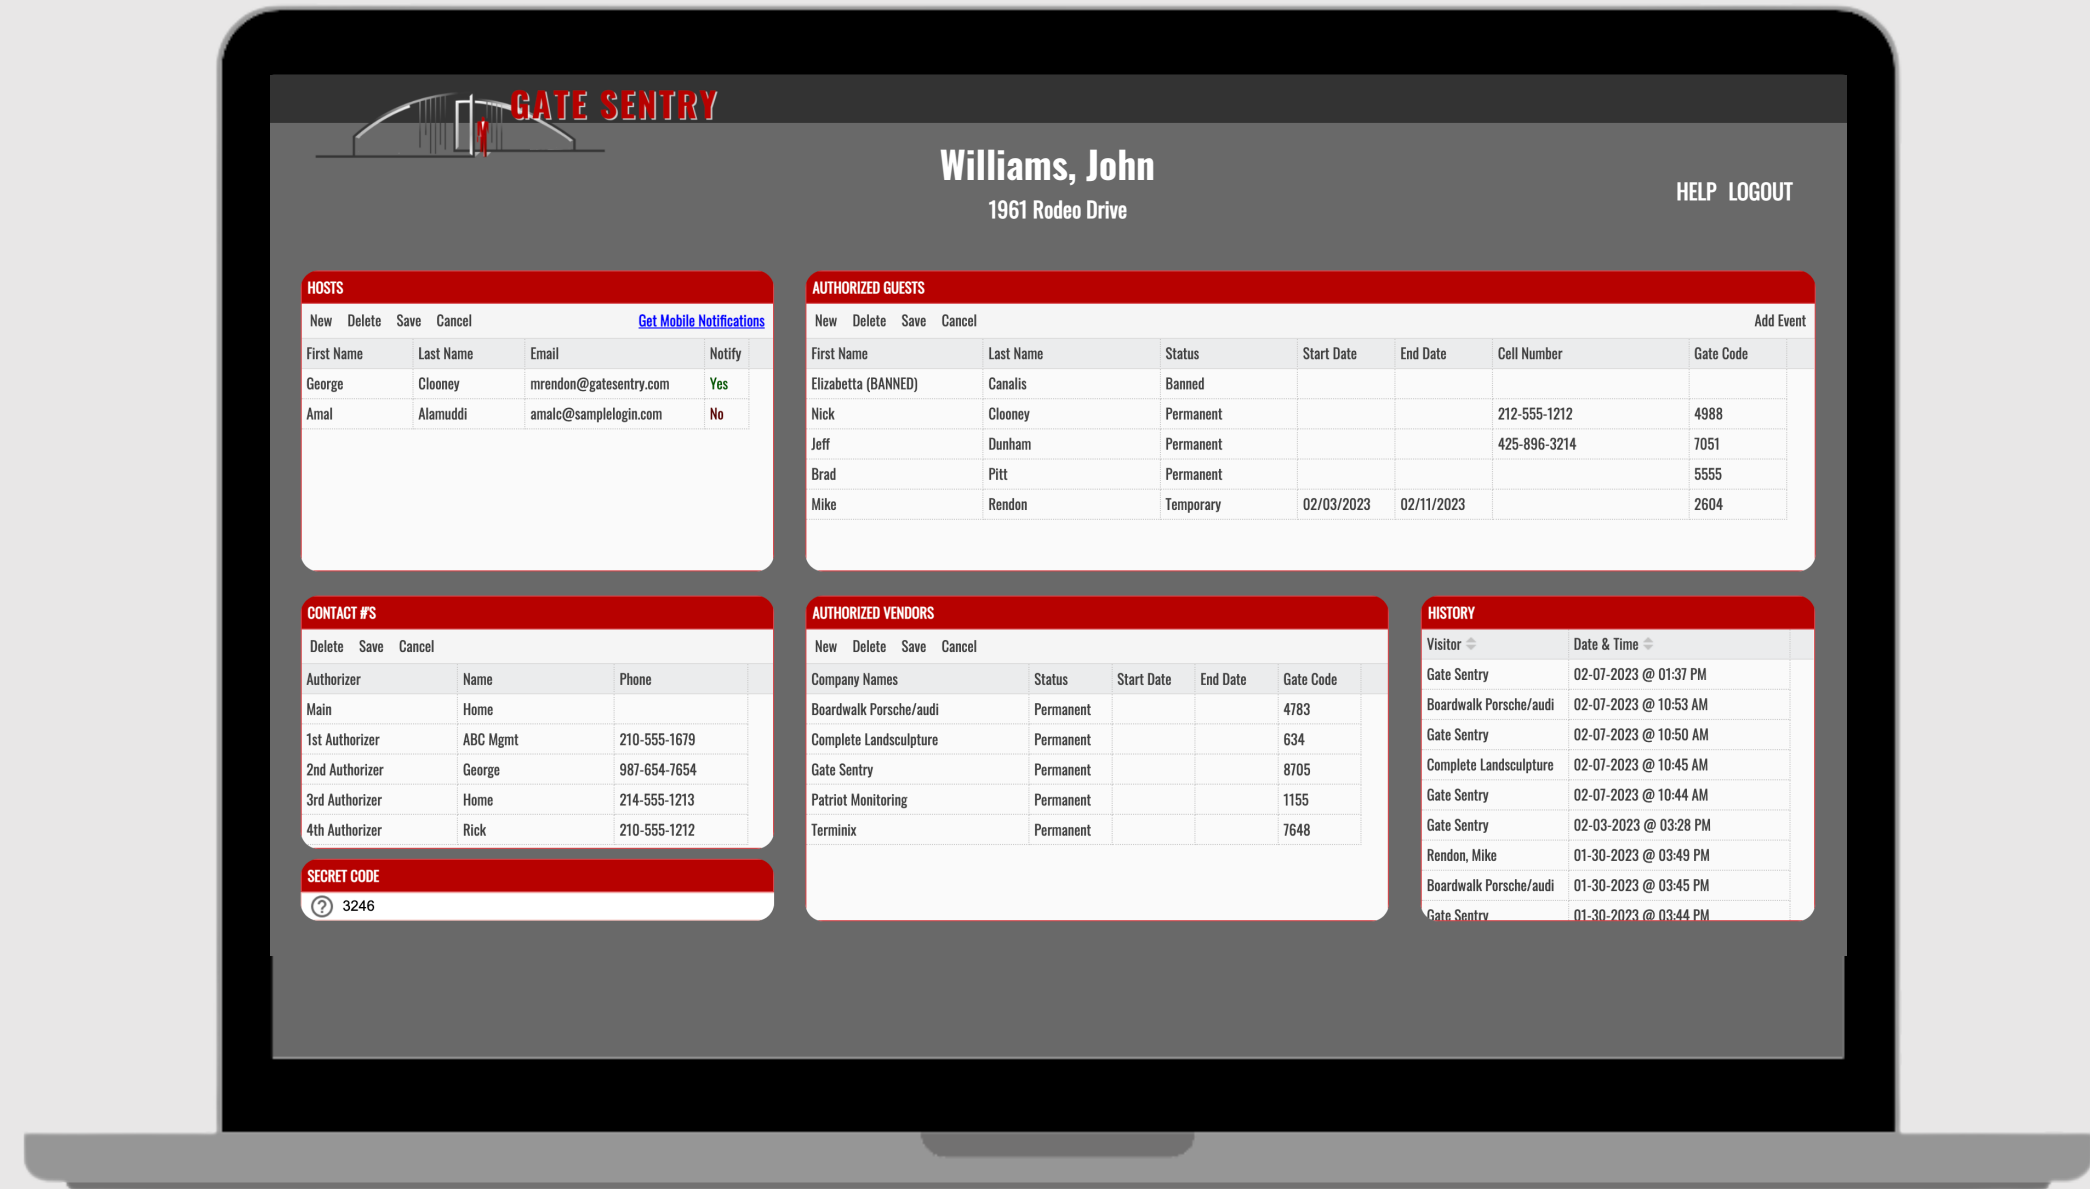 GATE SENTRY
Williams, John
1961 Rodeo Drive
HELP LOGOUT
HOSTS
New Delete Save Cancel Get Mobile Notifications
First Name Last Name Email Notify
George Clooney mrendon@gatesentry.com Yes
Amal Alamuddi amalc@samplelogin.com No
AUTHORIZED GUESTS
New Delete Save Cancel Add Event
First Name Last Name Status Start Date End Date Cell Number Gate Code
Elizabetta (BANNED) Canalis Banned
Nick Clooney Permanent 212-555-1212 4988
Jeff Dunham Permanent 425-896-3214 7051
Brad Pitt Permanent 5555
Mike Rendon Temporary 02/03/2023 02/11/2023 2604
CONTACT #'S
Delete Save Cancel
Authorizer Name Phone
Main Home
1st Authorizer ABC Mgmt 210-555-1679
2nd Authorizer George 987-654-7654
3rd Authorizer Home 214-555-1213
4th Authorizer Rick 210-555-1212
SECRET CODE
3246
AUTHORIZED VENDORS
New Delete Save Cancel
Company Names Status Start Date End Date Gate Code
Boardwalk Porsche/audi Permanent 4783
Complete Landsculpture Permanent 634
Gate Sentry Permanent 8705
Patriot Monitoring Permanent 1155
Terminix Permanent 7648
HISTORY
Visitor Date & Time
Gate Sentry 02-07-2023 @ 01:37 PM
Boardwalk Porsche/audi 02-07-2023 @ 10:53 AM
Gate Sentry 02-07-2023 @ 10:50 AM
Complete Landsculpture 02-07-2023 @ 10:45 AM
Gate Sentry 02-07-2023 @ 10:44 AM
Gate Sentry 02-03-2023 @ 03:28 PM
Rendon, Mike 01-30-2023 @ 03:49 PM
Boardwalk Porsche/audi 01-30-2023 @ 03:45 PM
Gate Sentry 01-30-2023 @ 03:44 PM